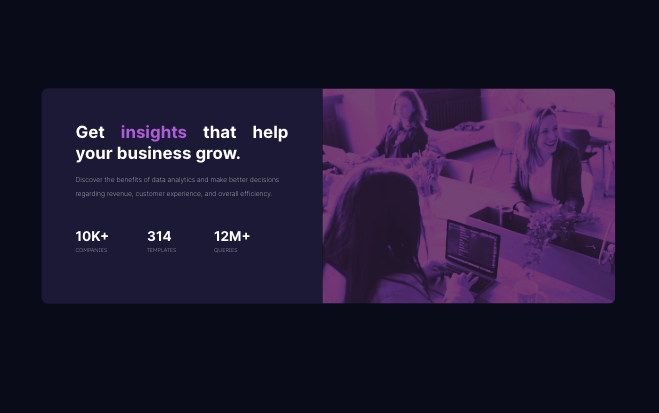 Get insights that help
your business grow.
Discover the benefits of data analytics and make better decisions
regarding revenue, customer experience, and overall efficiency.
10K+ 314 12M+
COMPANIES TEMPLATES QUERIES